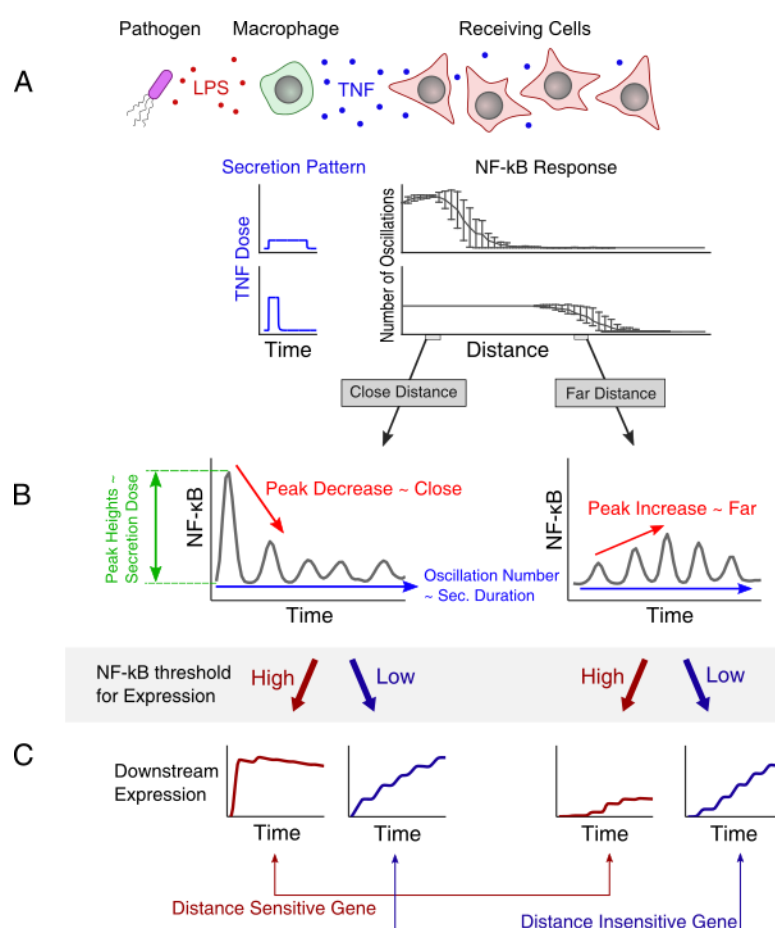 Pathogen
Macrophage
Receiving Cells
A
LPS
TNF
Secretion Pattern
NF-kB Response
TNF Dose
Number of Oscillations
Time
Distance
Close Distance
Far Distance
B
Peak Heights ~
Secretion Dose
NF-κB
Peak Decrease ~ Close
Oscillation Number
~ Sec. Duration
Time
NF-κB
Peak Increase ~ Far
Time
NF-kB threshold
for Expression
High
Low
High
Low
C
Downstream
Expression
Time
Time
Time
Time
Distance Sensitive Gene
Distance Insensitive Gene